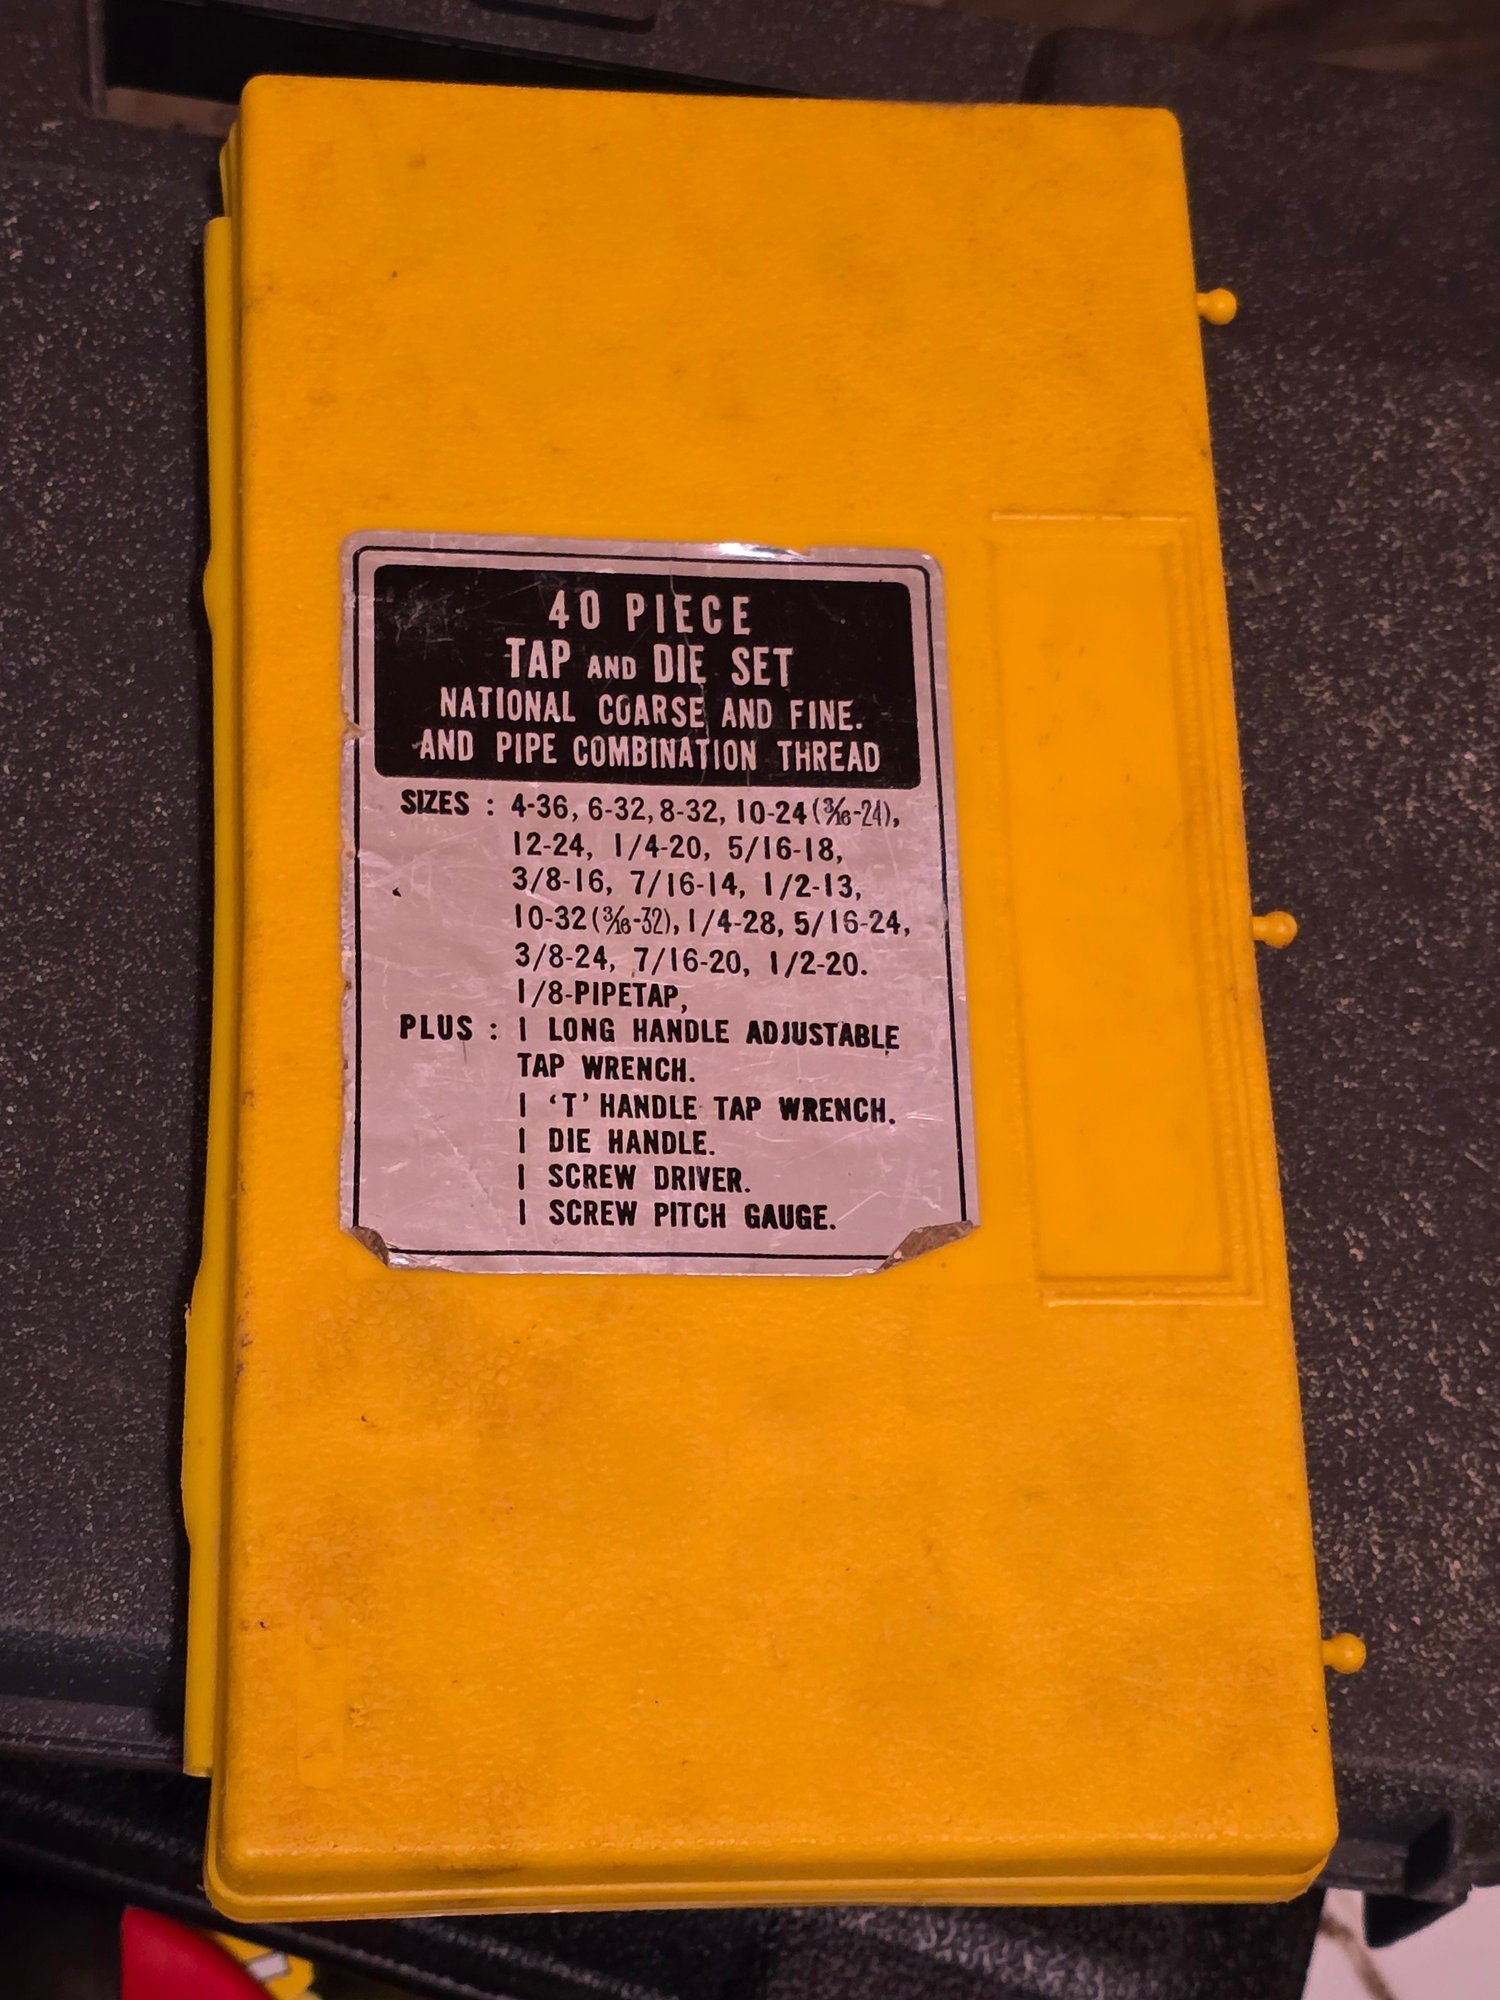 40 PIECE
TAP AND DIE SET
NATIONAL COARSE AND FINE.
AND PIPE COMBINATION THREAD
SIZES : 4-36, 6-32, 8-32, 10-24 (3/16-24),
12-24, 1/4-20, 5/16-18,
3/8-16, 7/16-14, 1/2-13,
10-32 (3/16-32), 1/4-28, 5/16-24,
3/8-24, 7/16-20, 1/2-20.
1/8-PIPETAP,
PLUS : 1 LONG HANDLE ADJUSTABLE
TAP WRENCH.
1 'T' HANDLE TAP WRENCH.
1 DIE HANDLE.
1 SCREW DRIVER.
1 SCREW PITCH GAUGE.